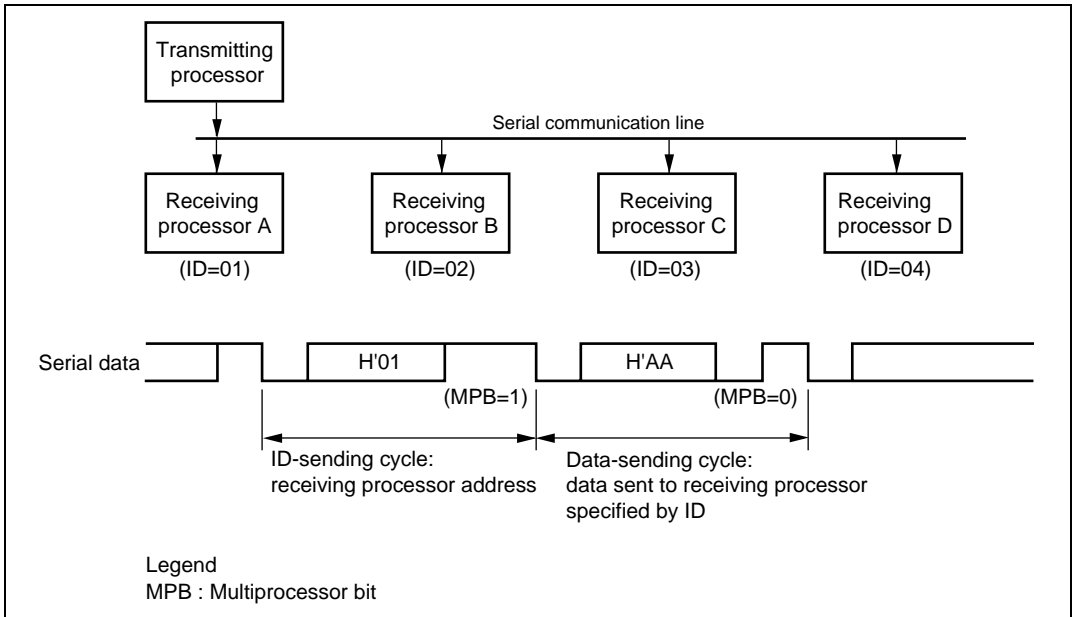 Transmitting
processor
Serial communication line
Receiving
processor A
Receiving
processor B
Receiving
processor C
Receiving
processor D
(ID=01)
(ID=02)
(ID=03)
(ID=04)
Serial data
H'01
H'AA
(MPB=1)
(MPB=0)
ID-sending cycle:
receiving processor address
Data-sending cycle:
data sent to receiving processor
specified by ID
Legend
MPB : Multiprocessor bit